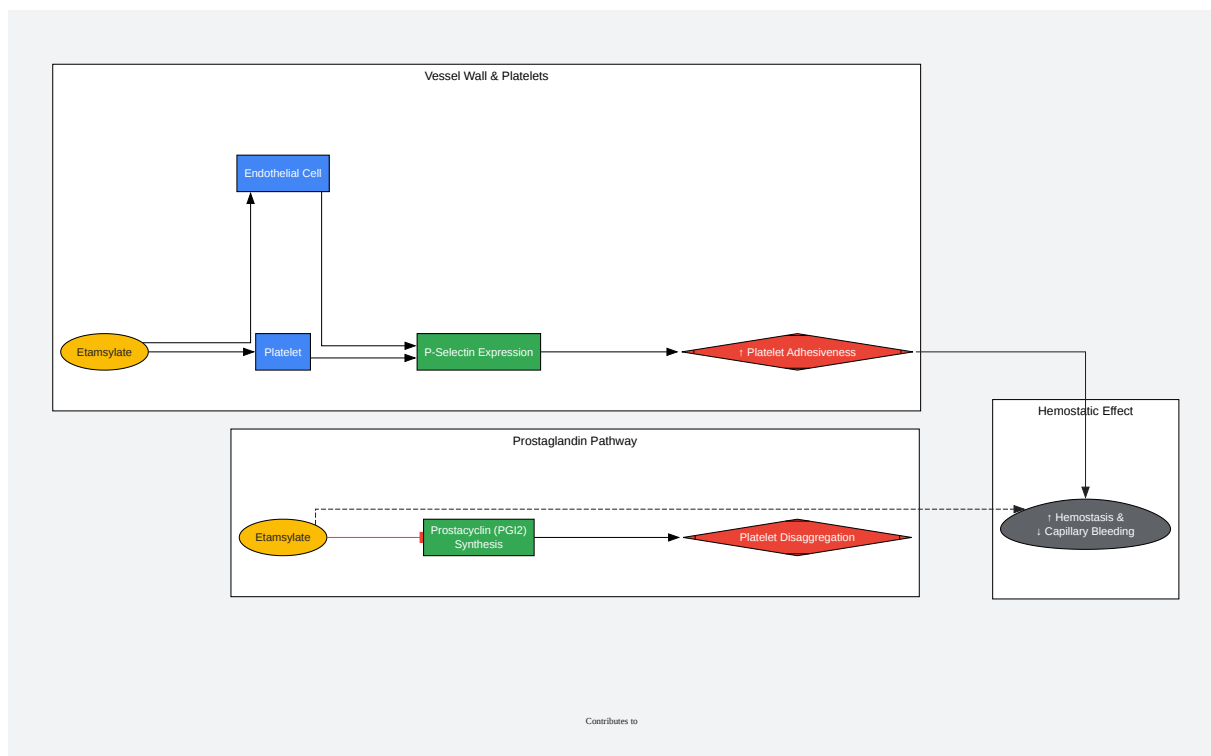 Vessel Wall & Platelets
Endothelial Cell
Etamsylate
Platelet
P-Selectin Expression
↑ Platelet Adhesiveness
Hemostatic Effect
Prostaglandin Pathway
Etamsylate
Prostacyclin (PGI2)
Synthesis
Platelet Disaggregation
↑ Hemostasis &
↓ Capillary Bleeding
Contributes to